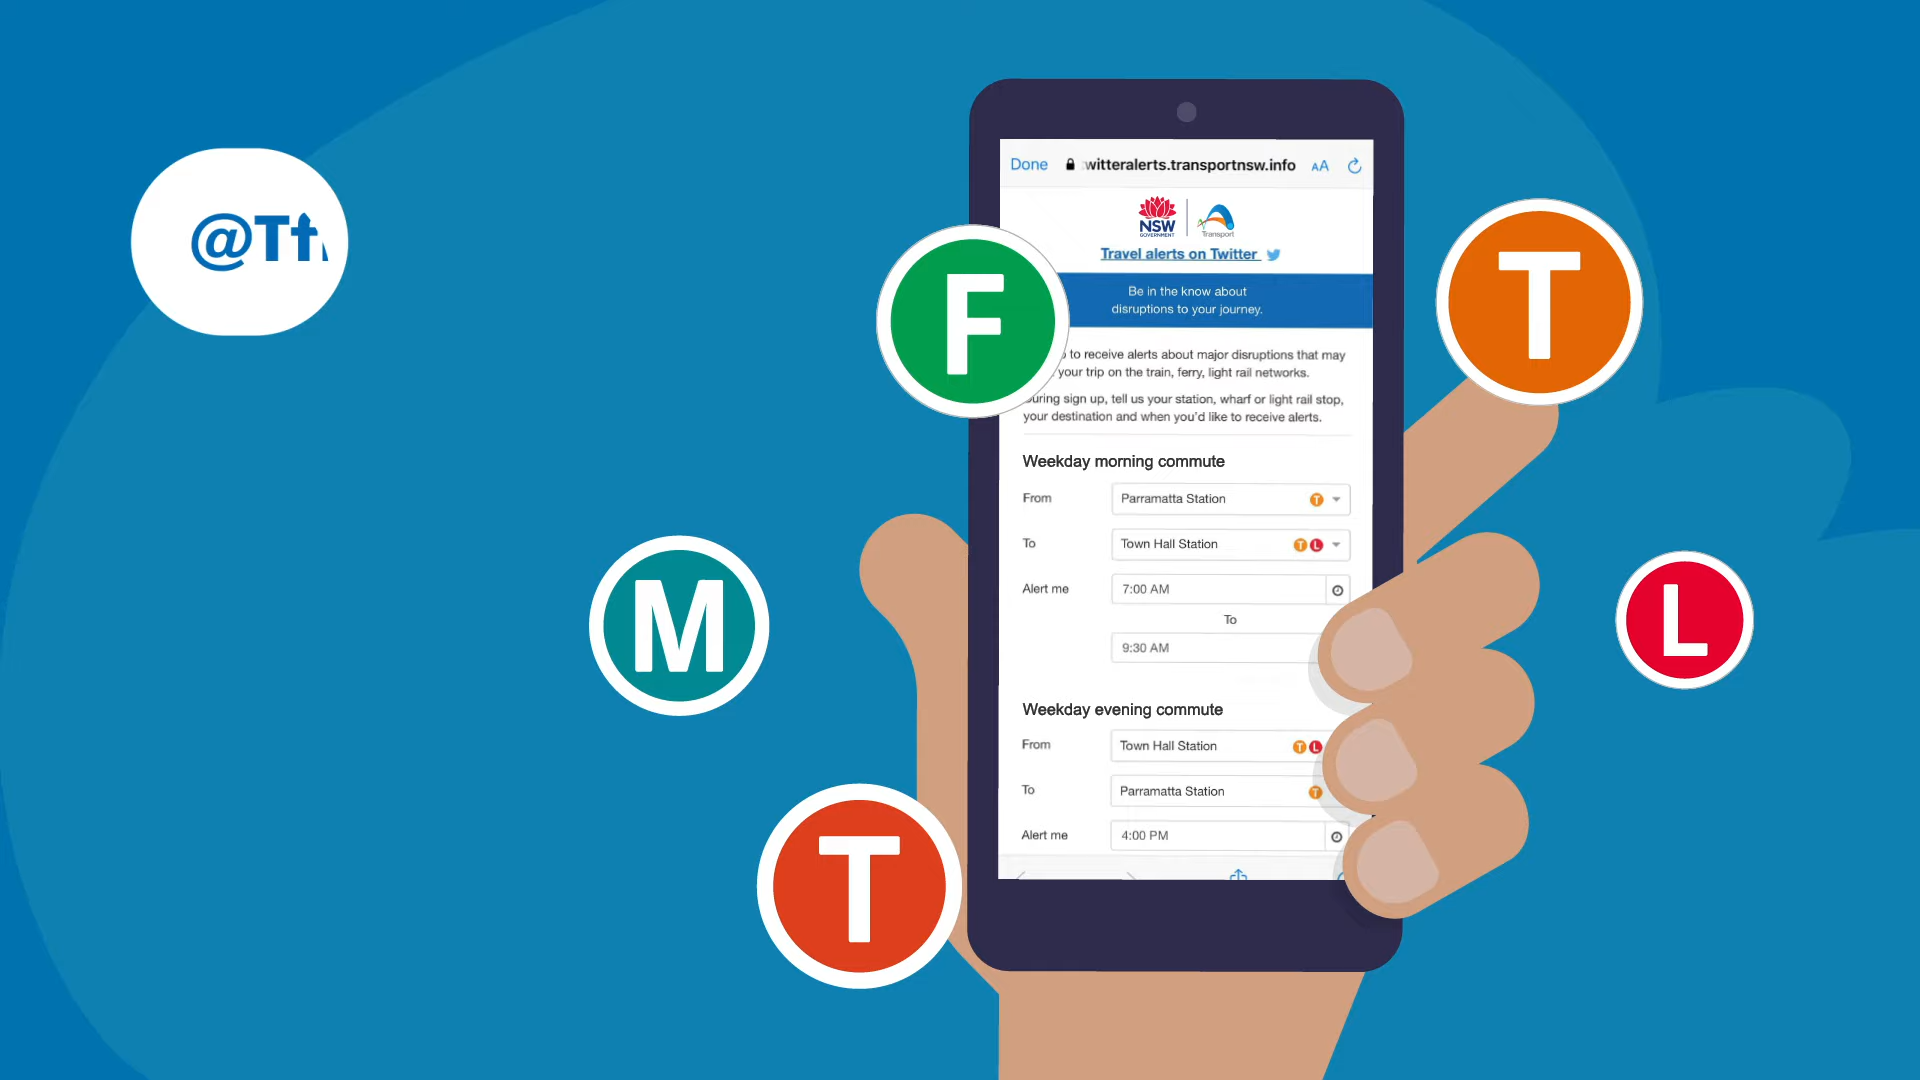 Done witteralerts.transportnsw.info AA
NSW
GOVERNMENT
Transport
Travel alerts on Twitter
Be in the know about
disruptions to your journey.
to receive alerts about major disruptions that may
your trip on the train, ferry, light rail networks.
uring sign up, tell us your station, wharf or light rail stop,
your destination and when you'd like to receive alerts.
Weekday morning commute
From Parramatta Station T
To Town Hall Station T L
Alert me 7:00 AM
To
9:30 AM
Weekday evening commute
From Town Hall Station T L
To Parramatta Station T
Alert me 4:00 PM
F
T
M
L
T